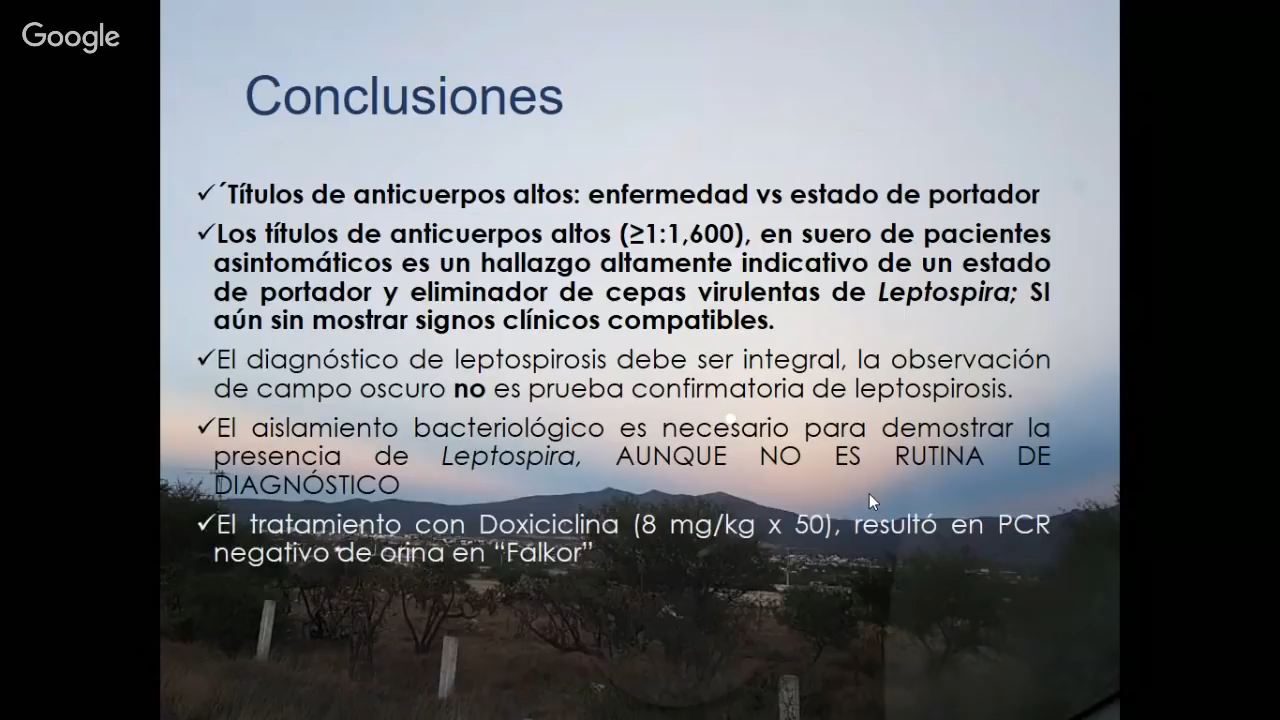 Google
Conclusiones
✓´Títulos de anticuerpos altos: enfermedad vs estado de portador
✓Los títulos de anticuerpos altos (≥1:1,600), en suero de pacientes
asintomáticos es un hallazgo altamente indicativo de un estado
de portador y eliminador de cepas virulentas de Leptospira; SI
aún sin mostrar signos clínicos compatibles.
✓El diagnóstico de leptospirosis debe ser integral, la observación
de campo oscuro no es prueba confirmatoria de leptospirosis.
✓El aislamiento bacteriológico es necesario para demostrar la
presencia de Leptospira, AUNQUE NO ES RUTINA DE
DIAGNÓSTICO
✓El tratamiento con Doxiciclina (8 mg/kg x 50), resultó en PCR
negativo de orina en “Falkor”